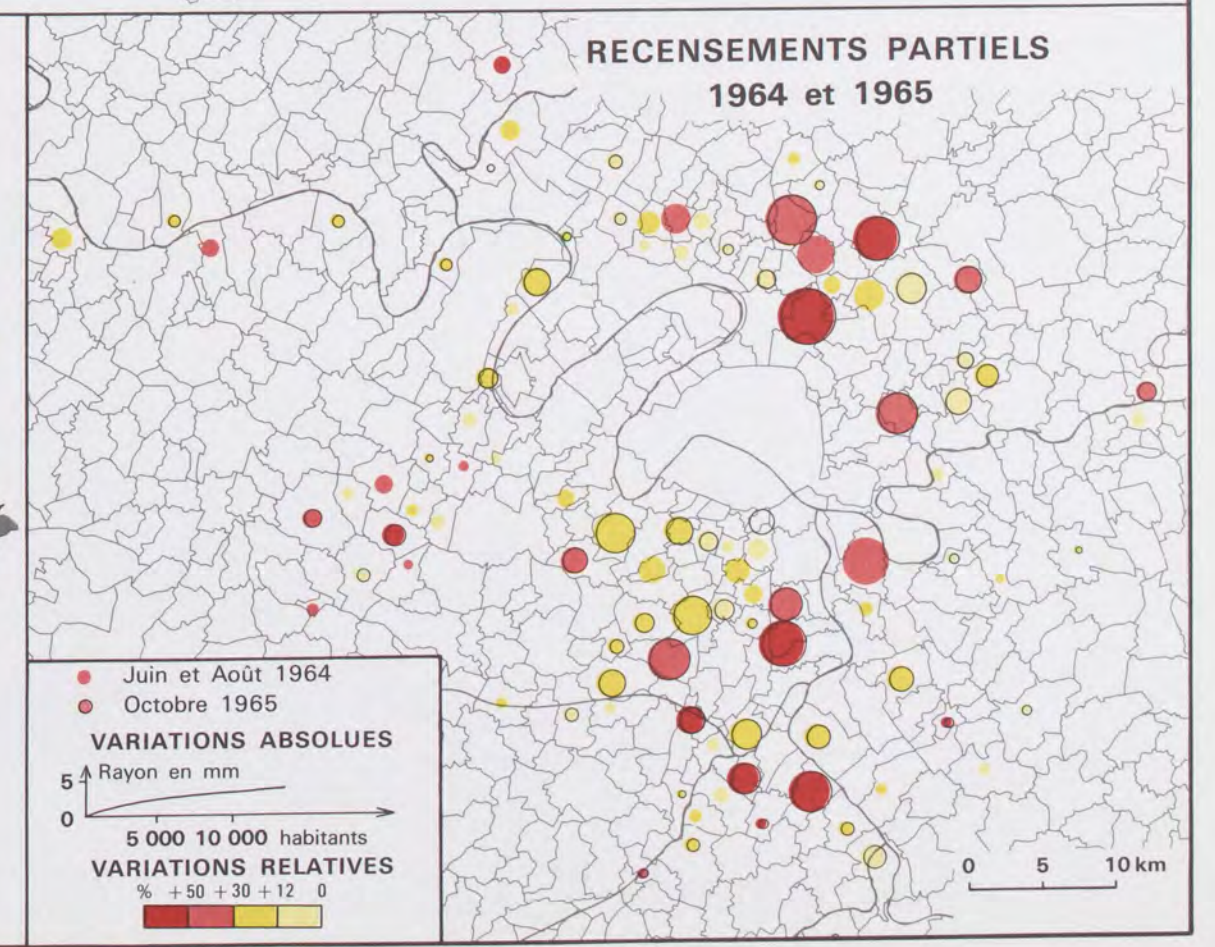 RECENSEMENTS PARTIELS
1964 et 1965
Juin et Août 1964
Octobre 1965
VARIATIONS ABSOLUES
5 Rayon en mm
0
5 000 10 000 habitants
VARIATIONS RELATIVES
% +50 +30 +12 0
0 5 10 km